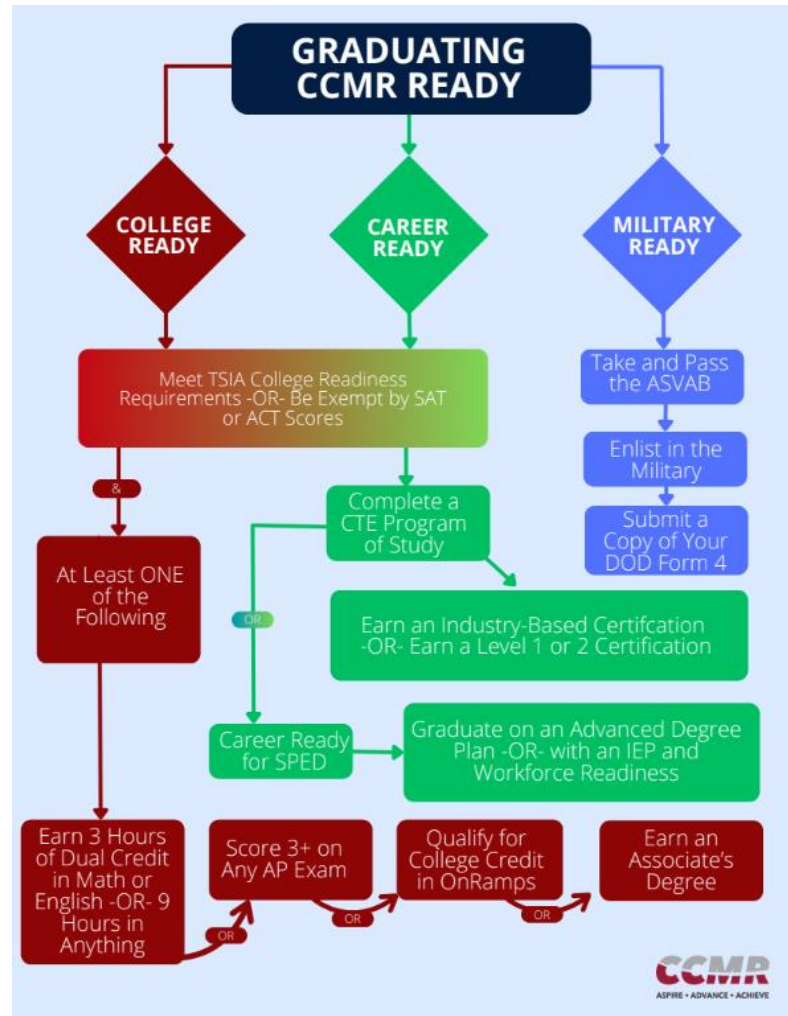 GRADUATING
CCMR READY
COLLEGE
READY
CAREER
READY
MILITARY
READY
Meet TSIA College Readiness
Requirements -OR- Be Exempt by SAT
or ACT Scores
Take and Pass
the ASVAB
Enlist in the
Military
Submit a
Copy of Your
DOD Form 4
&
Complete a
CTE Program
of Study
At Least ONE
of the
Following
OR
Earn an Industry-Based Certifcation
-OR- Earn a Level 1 or 2 Certification
Career Ready
for SPED
Graduate on an Advanced Degree
Plan -OR- with an IEP and
Workforce Readiness
Earn 3 Hours
of Dual Credit
in Math or
English -OR- 9
Hours in
Anything
OR
Score 3+ on
Any AP Exam
OR
Qualify for
College Credit
in OnRamps
OR
Earn an
Associate's
Degree
CCMR
ASPIRE • ADVANCE • ACHIEVE